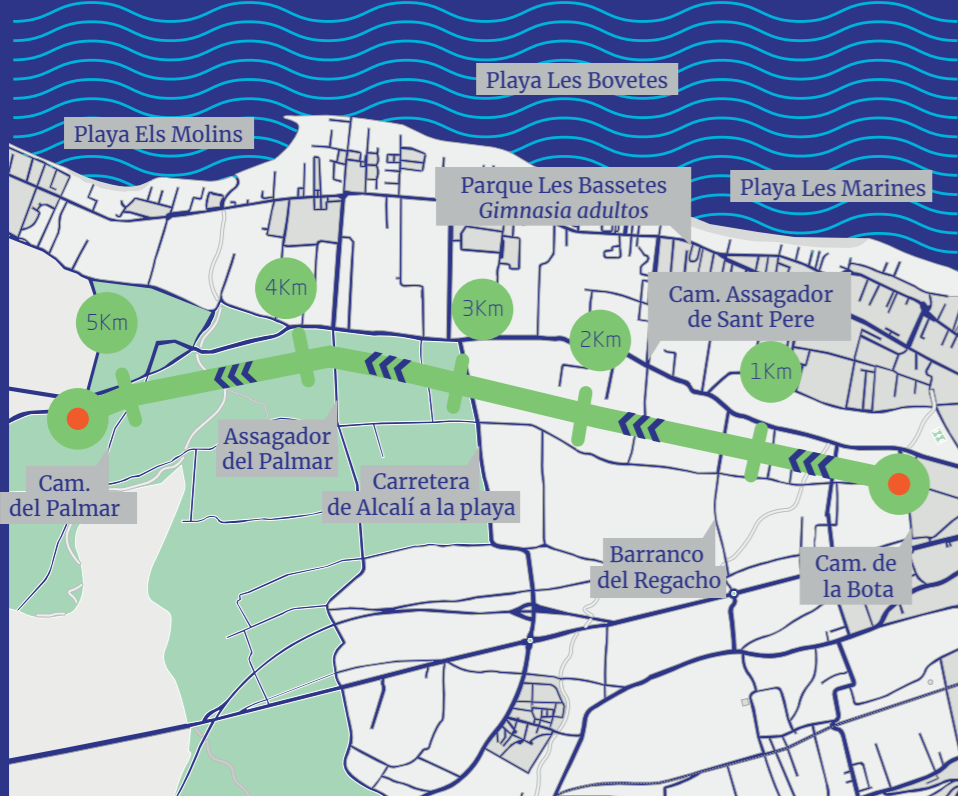 Playa Les Bovetes
Playa Els Molins
Parque Les Bassetes
Gimnasia adultos
Playa Les Marines
4Km
3Km
Cam. Assagador
de Sant Pere
5Km
2Km
1Km
Assagador
del Palmar
Cam.
del Palmar
Carretera
de Alcalí a la playa
Barranco
del Regacho
Cam. de
la Bota